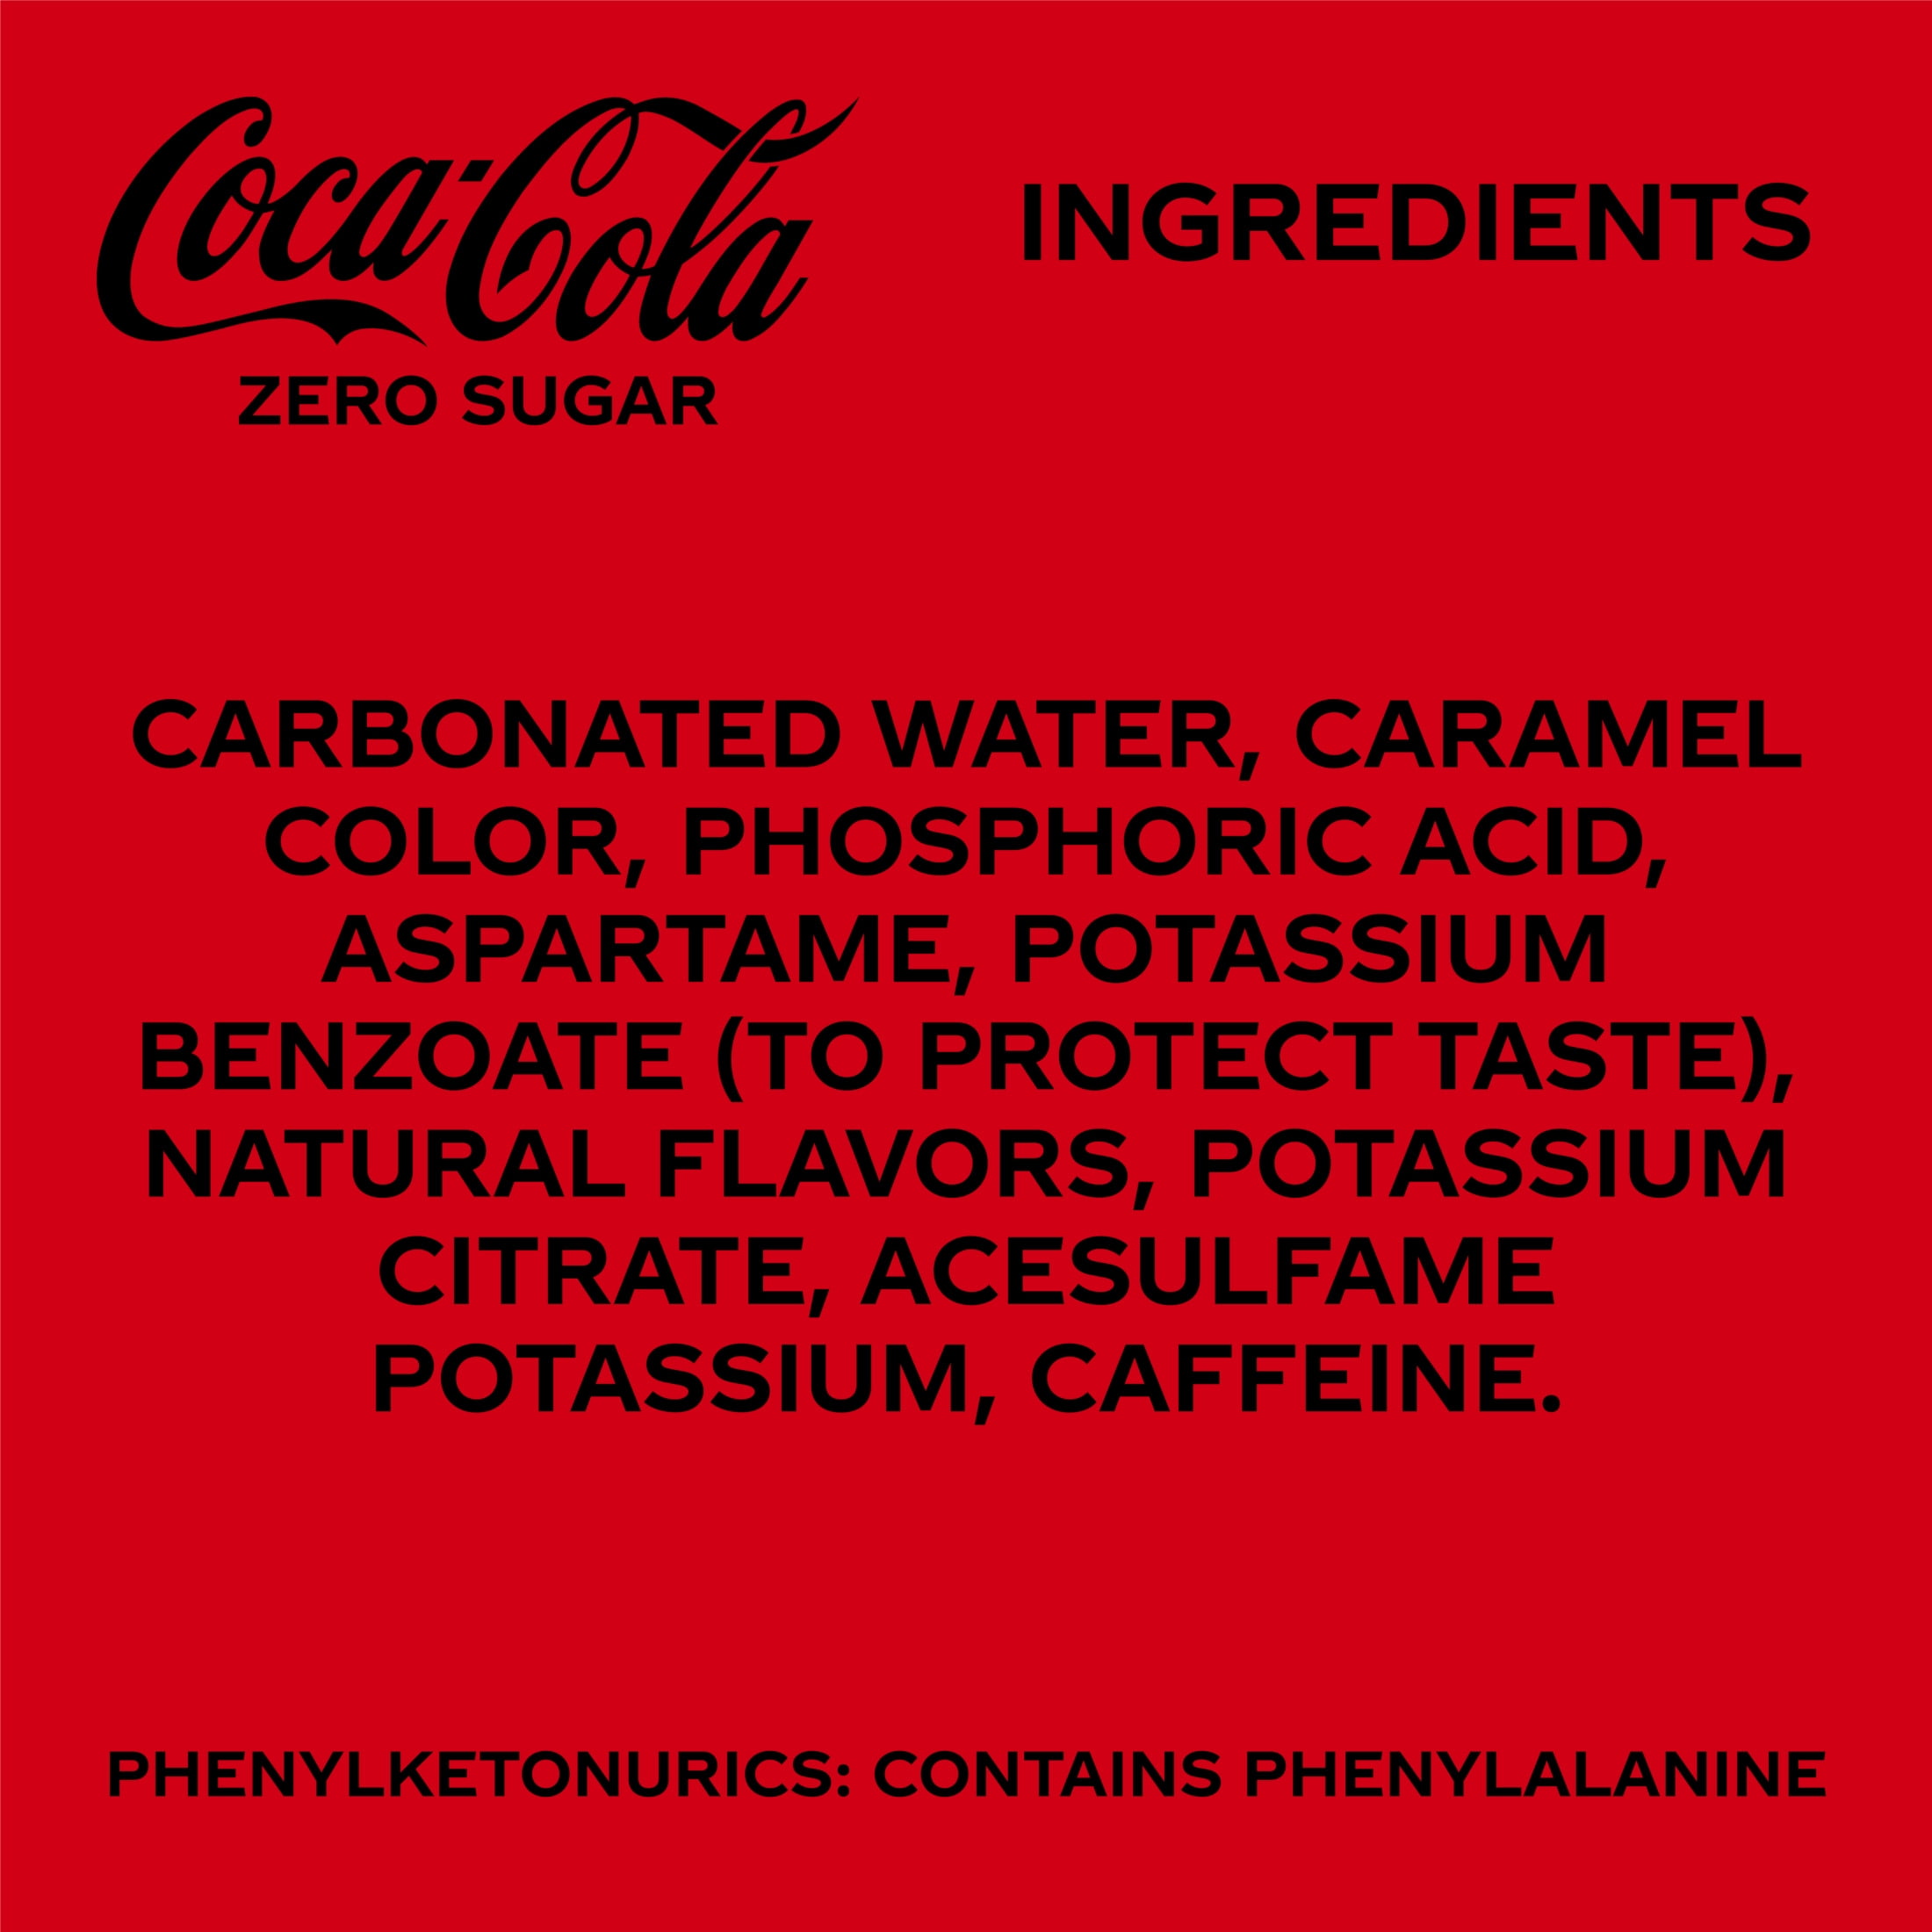 Coca-Cola
ZERO SUGAR
INGREDIENTS
CARBONATED WATER, CARAMEL
COLOR, PHOSPHORIC ACID,
ASPARTAME, POTASSIUM
BENZOATE (TO PROTECT TASTE),
NATURAL FLAVORS, POTASSIUM
CITRATE, ACESULFAME
POTASSIUM, CAFFEINE.
PHENYLKETONURICS: CONTAINS PHENYLALANINE